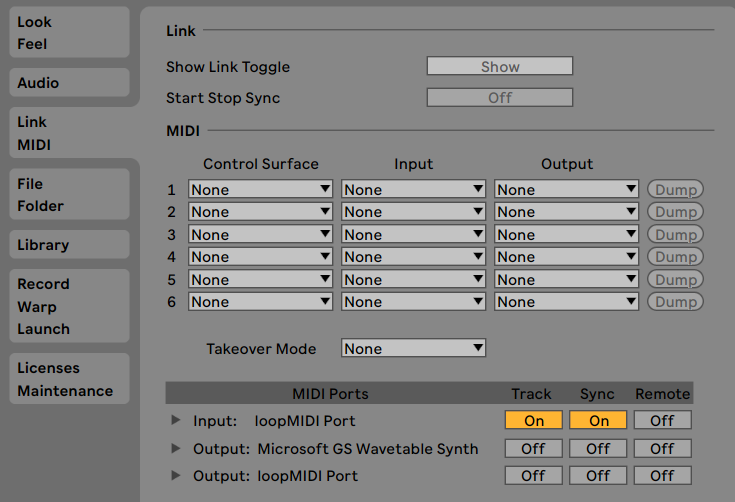 Look
Feel
Audio
Link
MIDI
File
Folder
Library
Record
Warp
Launch
Licenses
Maintenance
Link
Show Link Toggle Show
Start Stop Sync Off
MIDI
Control Surface Input Output
1 None None None Dump
2 None None None Dump
3 None None None Dump
4 None None None Dump
5 None None None Dump
6 None None None Dump
Takeover Mode None
MIDI Ports Track Sync Remote
Input: loopMIDI Port On On Off
Output: Microsoft GS Wavetable Synth Off Off Off
Output: loopMIDI Port Off Off Off